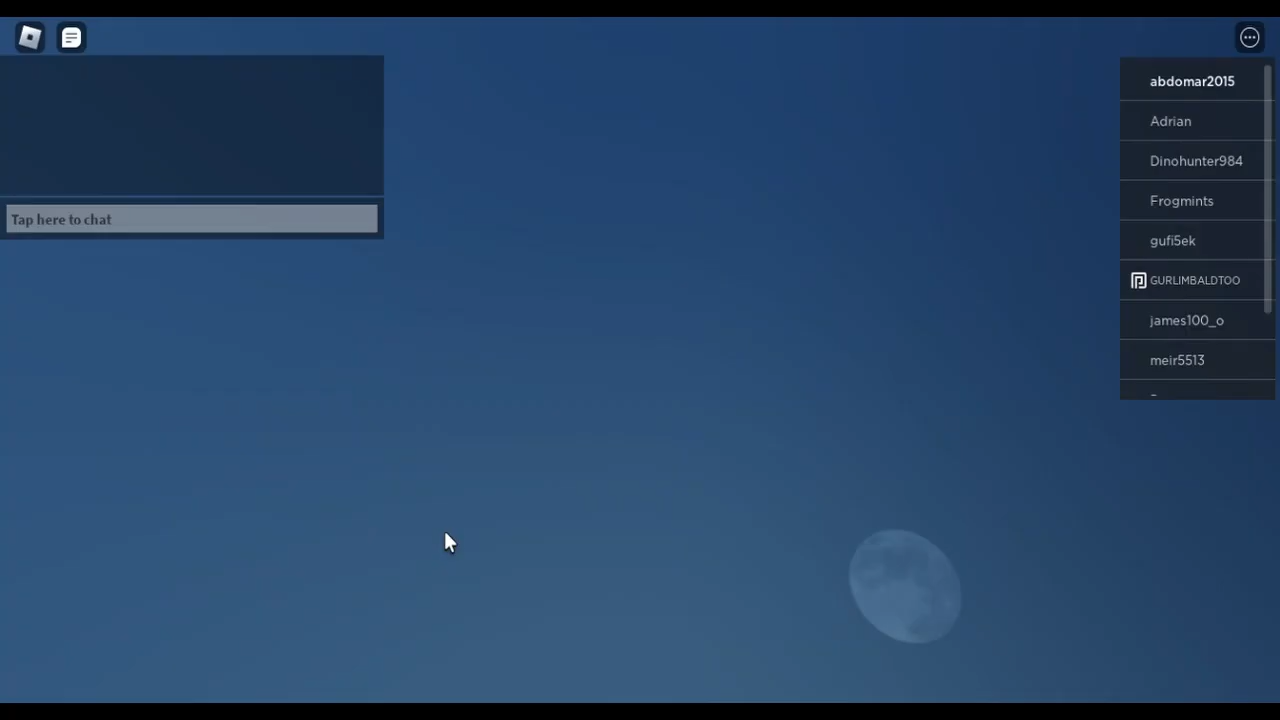 Tap here to chat
abdomar2015
Adrian
Dinohunter984
Frogmints
gufi5ek
GURLIMBALDTOO
james100_o
meir5513